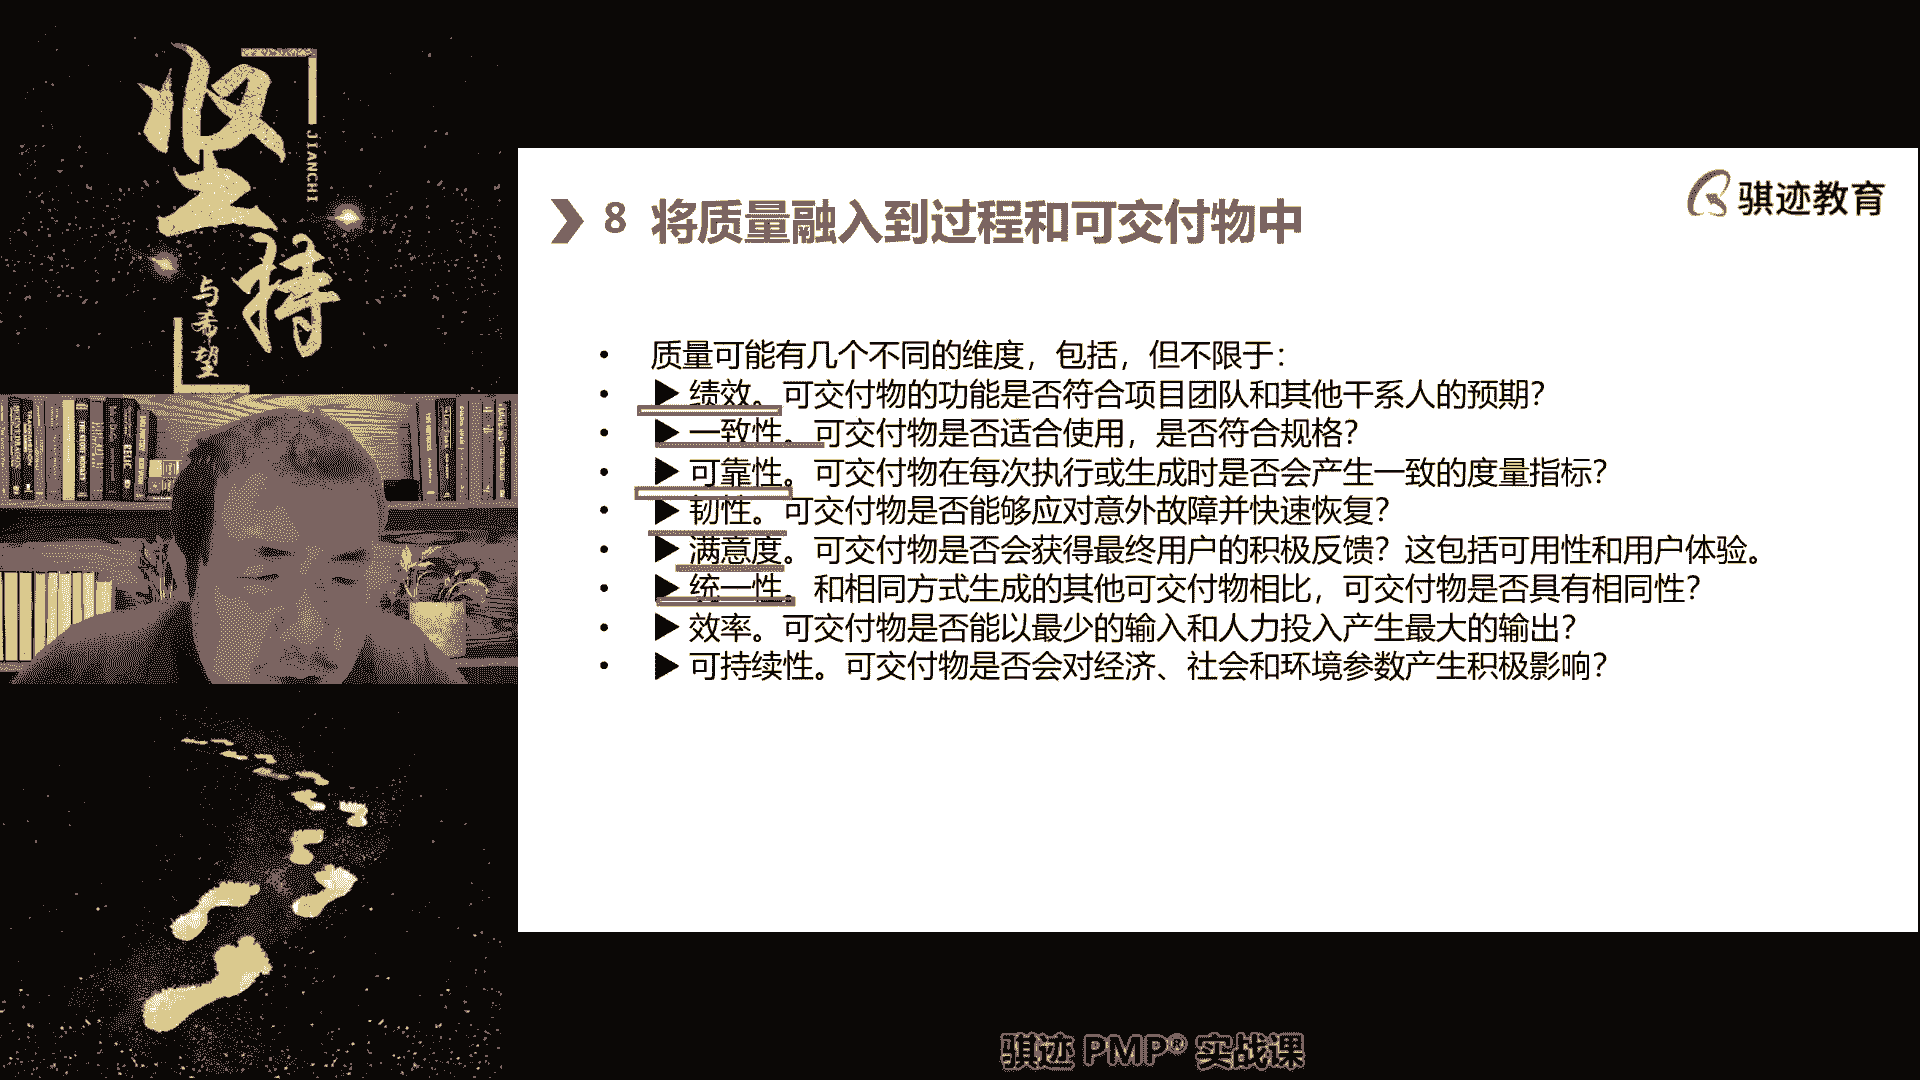 坚持
JIANCHI
与希望
骐迹教育
8 将质量融入到过程和可交付物中
• 质量可能有几个不同的维度，包括，但不限于：
• ▶ 绩效。可交付物的功能是否符合项目团队和其他干系人的预期？
• ▶ 一致性。可交付物是否适合使用，是否符合规格？
• ▶ 可靠性。可交付物在每次执行或生成时是否会产生一致的度量指标？
• ▶ 韧性。可交付物是否能够应对意外故障并快速恢复？
• ▶ 满意度。可交付物是否会获得最终用户的积极反馈？这包括可用性和用户体验。
• ▶ 统一性。和相同方式生成的其他可交付物相比，可交付物是否具有相同性？
• ▶ 效率。可交付物是否能以最少的输入和人力投入产生最大的输出？
• ▶ 可持续性。可交付物是否会对经济、社会和环境参数产生积极影响？
骐迹 PMP® 实战课